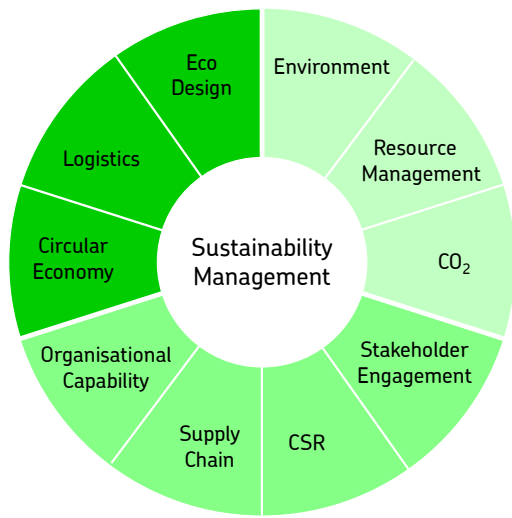 Sustainability
Management
Environment
Resource
Management
CO₂
Stakeholder
Engagement
CSR
Supply
Chain
Organisational
Capability
Circular
Economy
Logistics
Eco
Design